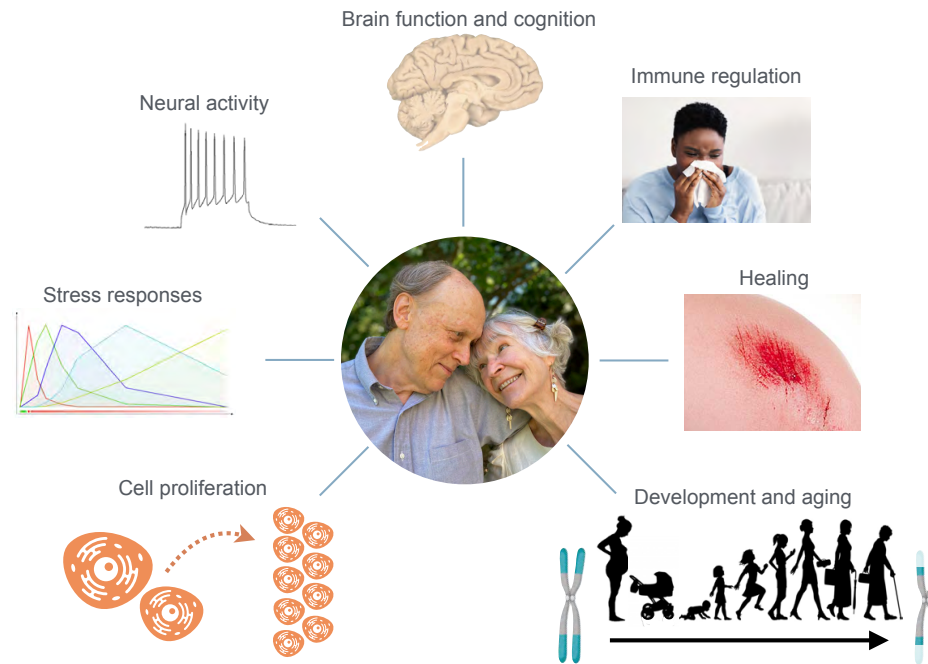 Brain function and cognition
Immune regulation
Neural activity
Healing
Stress responses
Cell proliferation
Development and aging